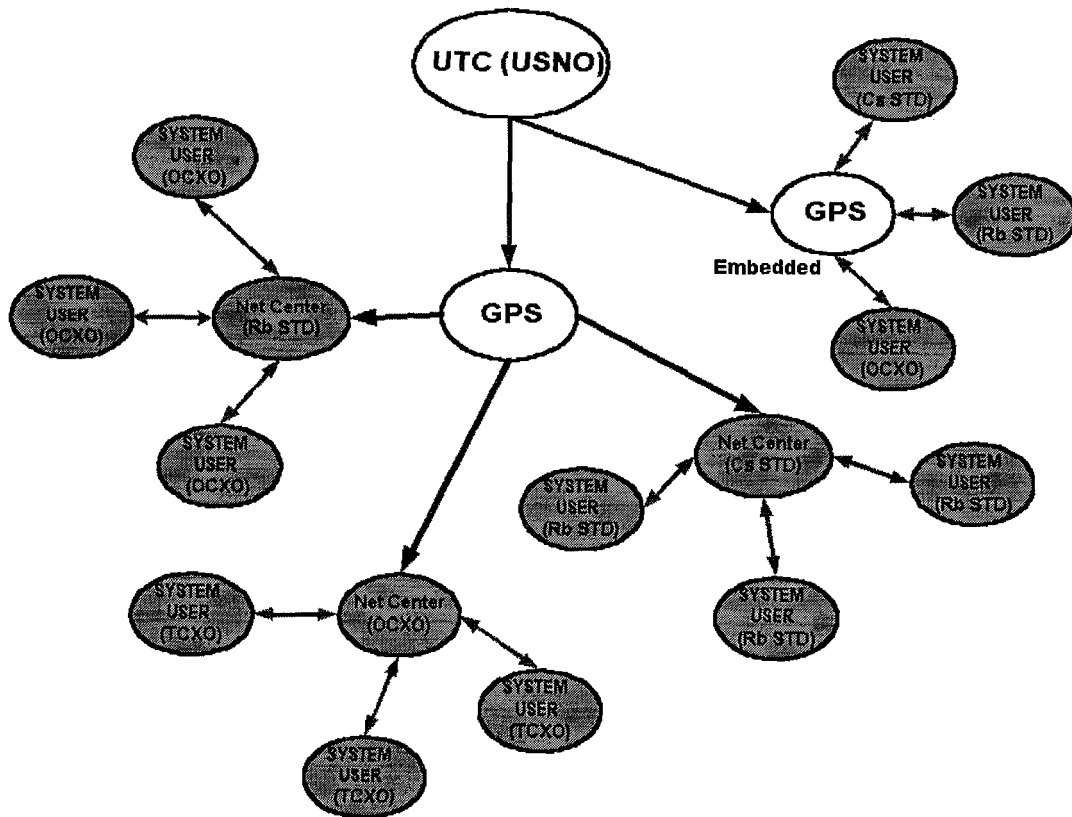 UTC (USNO)
SYSTEM
USER
(Cs STD)
SYSTEM
USER
(OCXO)
GPS
SYSTEM
USER
(Rb STD)
Embedded
SYSTEM
USER
(OCXO)
Net Center
(Rb STD)
GPS
SYSTEM
USER
(OCXO)
SYSTEM
USER
(OCXO)
Net Center
(Cs STD)
SYSTEM
USER
(Rb STD)
SYSTEM
USER
(Rb STD)
SYSTEM
USER
(Rb STD)
SYSTEM
USER
(TCXO)
Net Center
(OCXO)
SYSTEM
USER
(TCXO)
SYSTEM
USER
(TCXO)